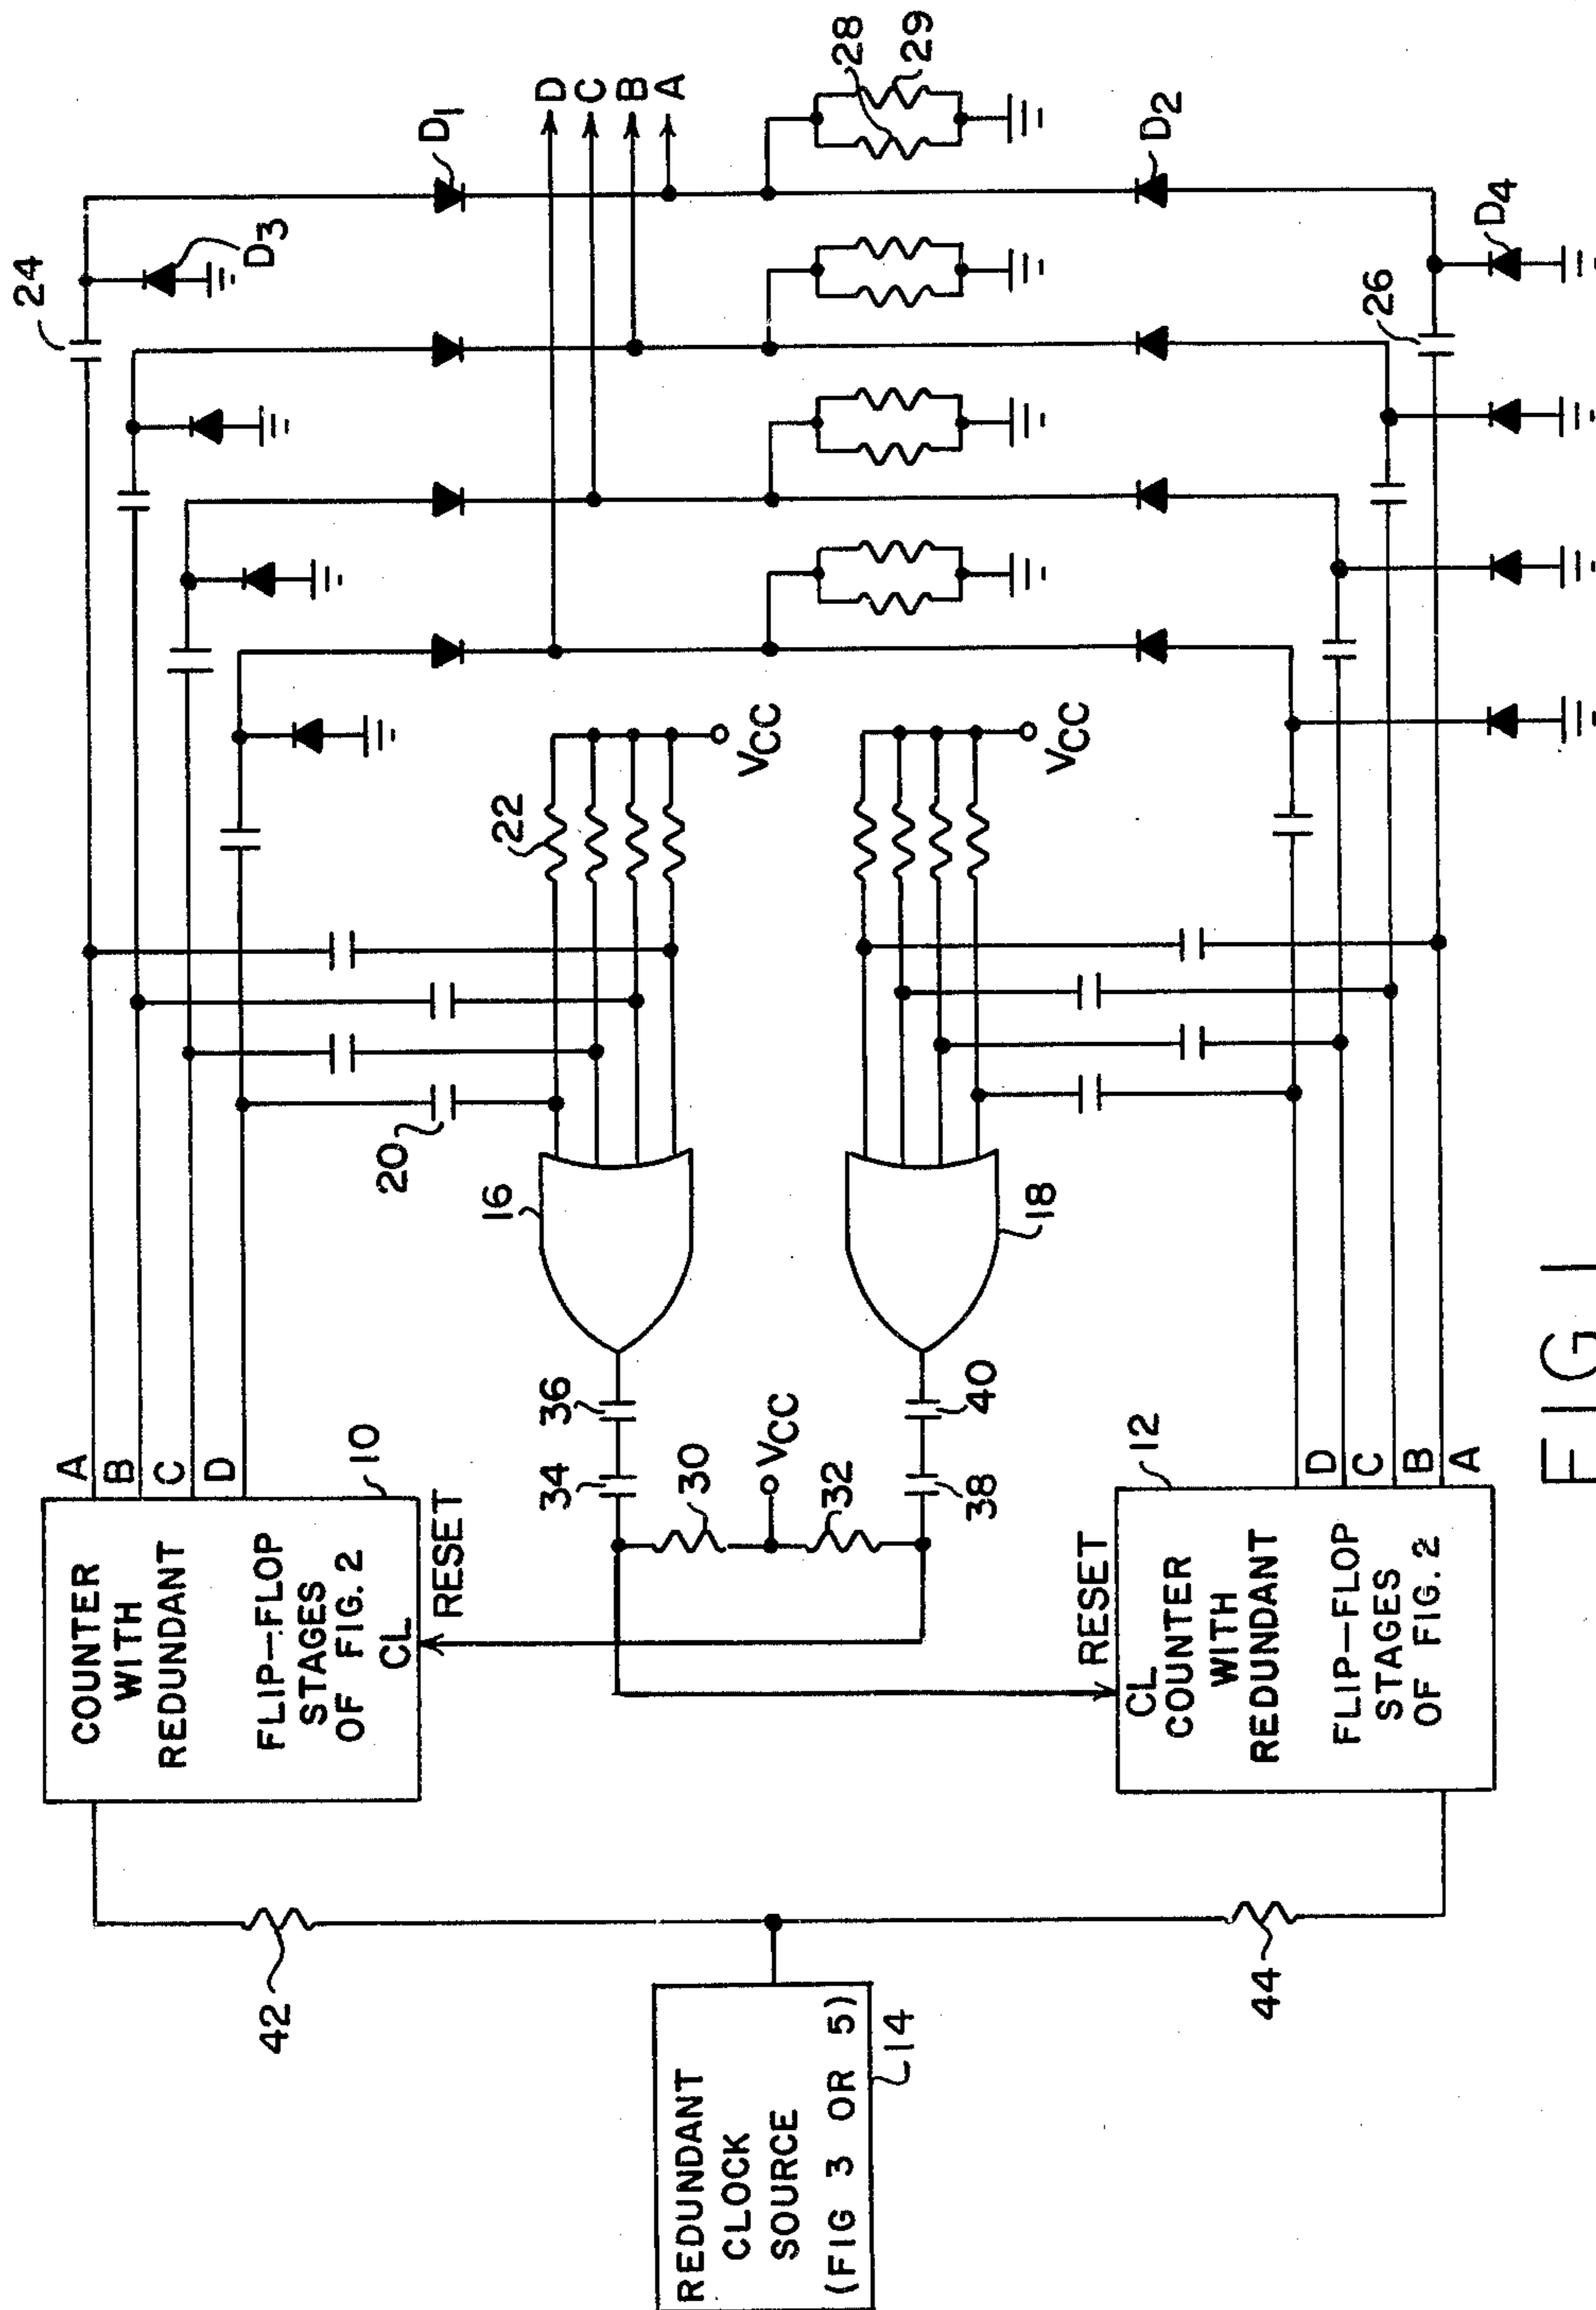 24
D3
D1
D
C
B
A
28
29
D2
D4
26
22
VCC
VCC
20
16
18
36
34
30
VCC
32
38
40
A
B
C
D
10
COUNTER
WITH
REDUNDANT
FLIP-FLOP
STAGES
OF FIG. 2
CL
RESET
12
D
C
B
A
RESET
CL
COUNTER
WITH
REDUNDANT
FLIP-FLOP
STAGES
OF FIG. 2
42
44
REDUNDANT
CLOCK
SOURCE
(FIG 3 OR 5)
14
FIG 1